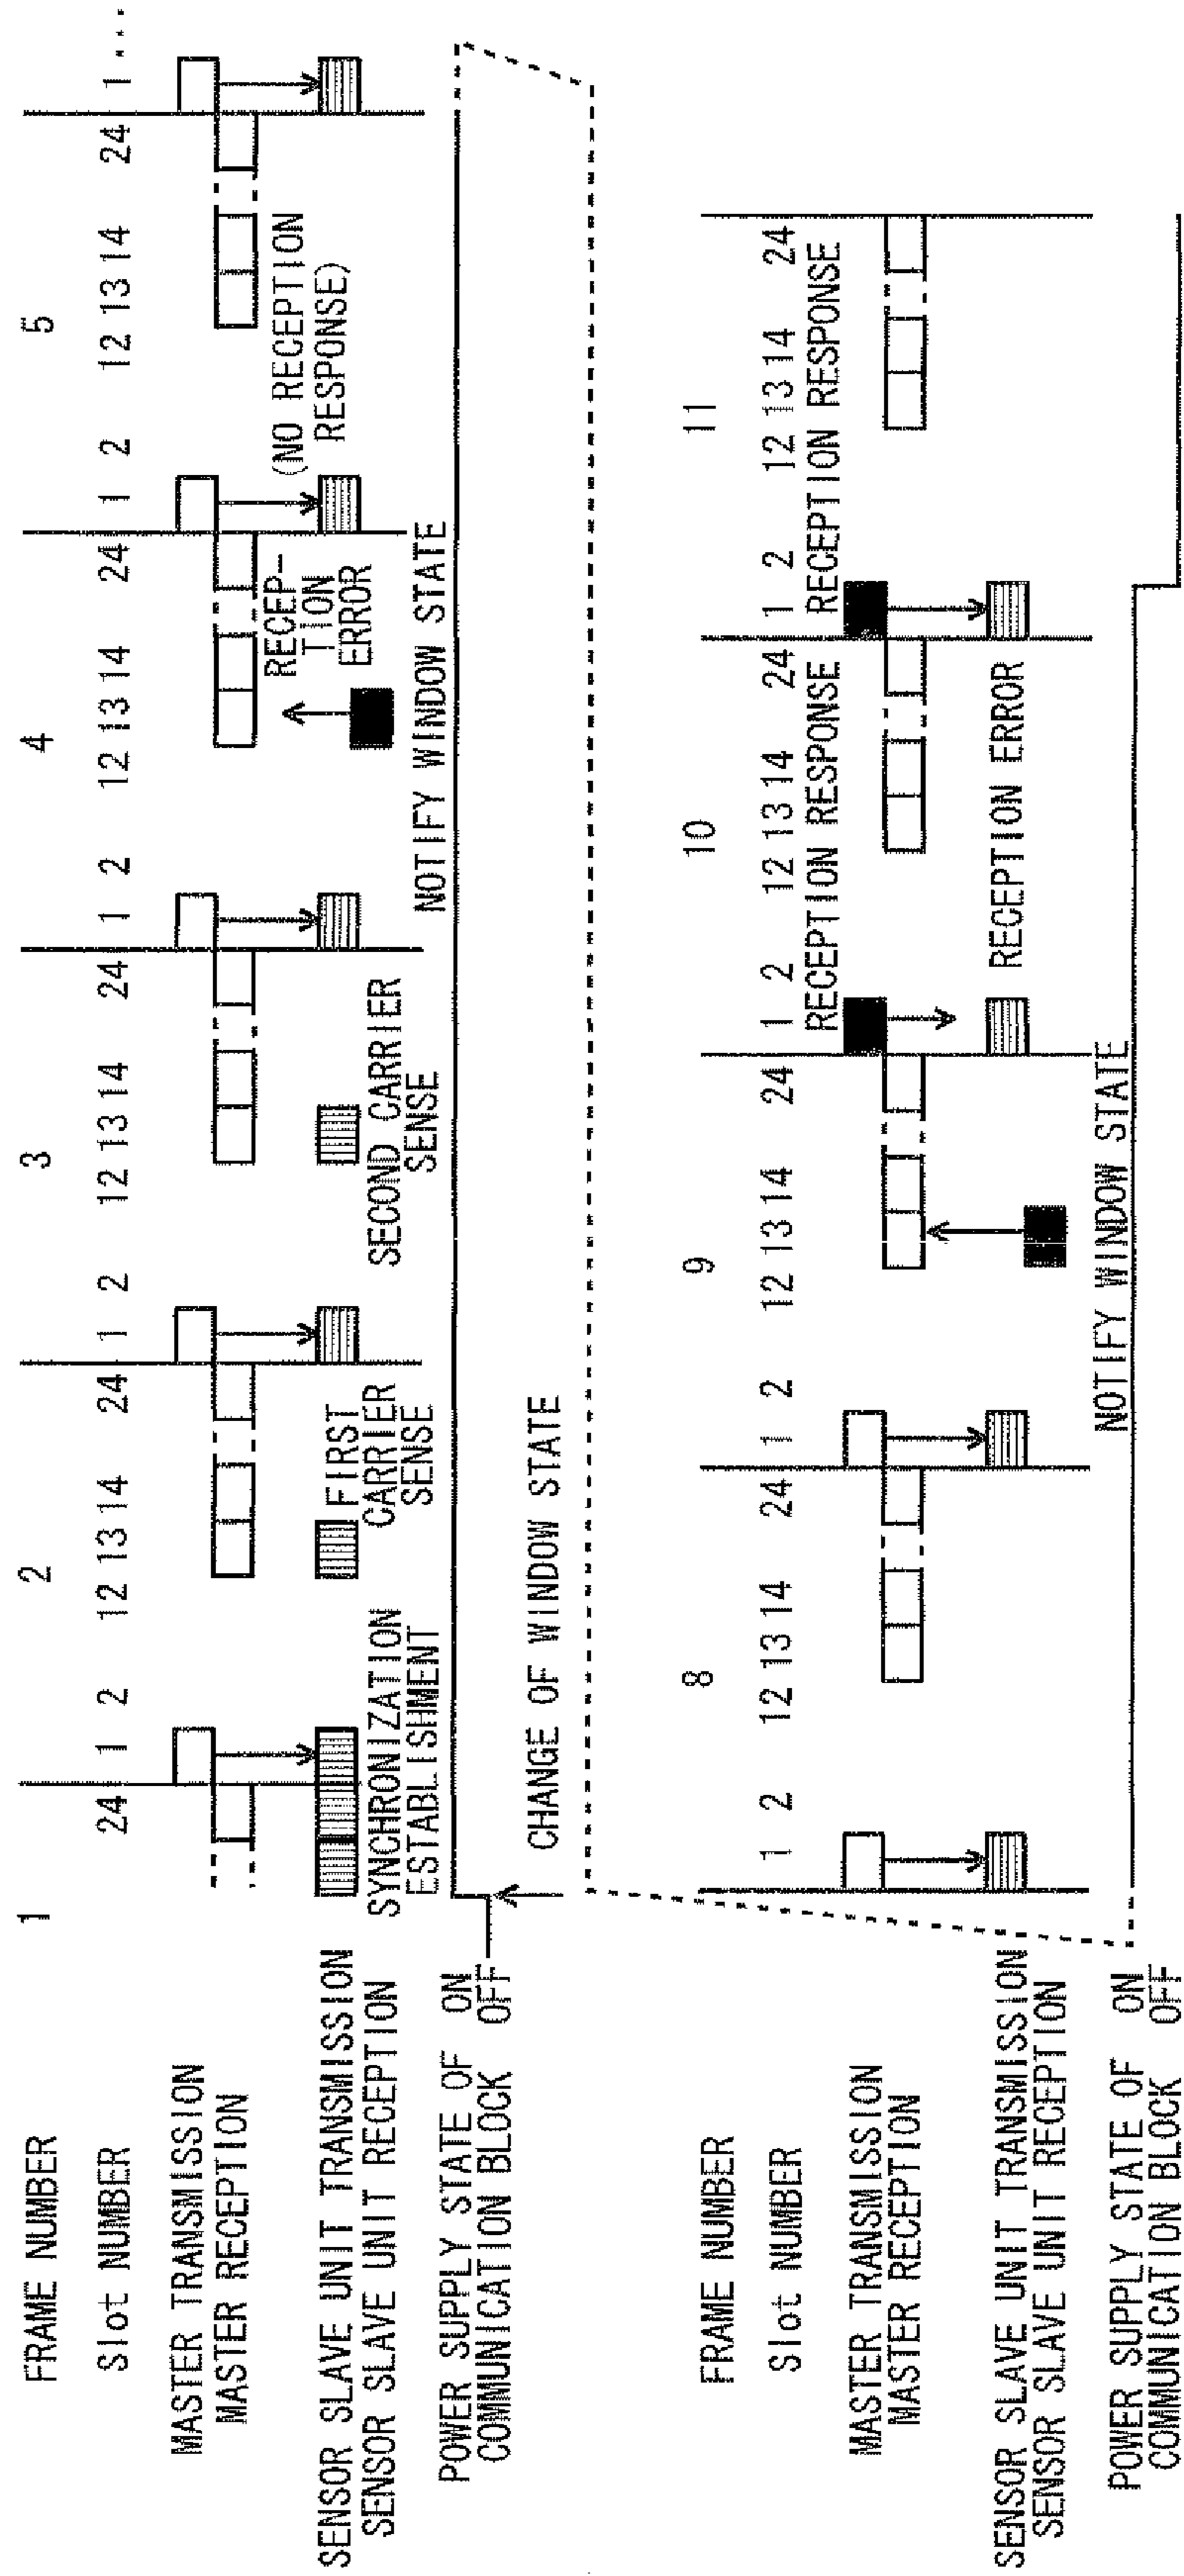 FRAME NUMBER 1 2 3 4 5
Slot NUMBER 24 1 2 12 13 14 24 1 2 12 13 14 24 1 2 12 13 14 24 1 2 12 13 14 24 1 ...
MASTER TRANSMISSION
MASTER RECEPTION
SENSOR SLAVE UNIT TRANSMISSION
SENSOR SLAVE UNIT RECEPTION
SYNCHRONIZATION
ESTABLISHMENT
FIRST
CARRIER
SENSE
SECOND CARRIER
SENSE
RECEP-
TION
ERROR
(NO RECEPTION
RESPONSE)
NOTIFY WINDOW STATE
POWER SUPPLY STATE OF ON
COMMUNICATION BLOCK OFF
CHANGE OF WINDOW STATE
FRAME NUMBER 8 9 10 11
Slot NUMBER 1 2 12 13 14 24 1 2 12 13 14 24 1 2 12 13 14 24 1 2 12 13 14 24
RECEPTION RESPONSE RECEPTION RESPONSE
MASTER TRANSMISSION
MASTER RECEPTION
SENSOR SLAVE UNIT TRANSMISSION
SENSOR SLAVE UNIT RECEPTION
RECEPTION ERROR
NOTIFY WINDOW STATE
POWER SUPPLY STATE OF ON
COMMUNICATION BLOCK OFF